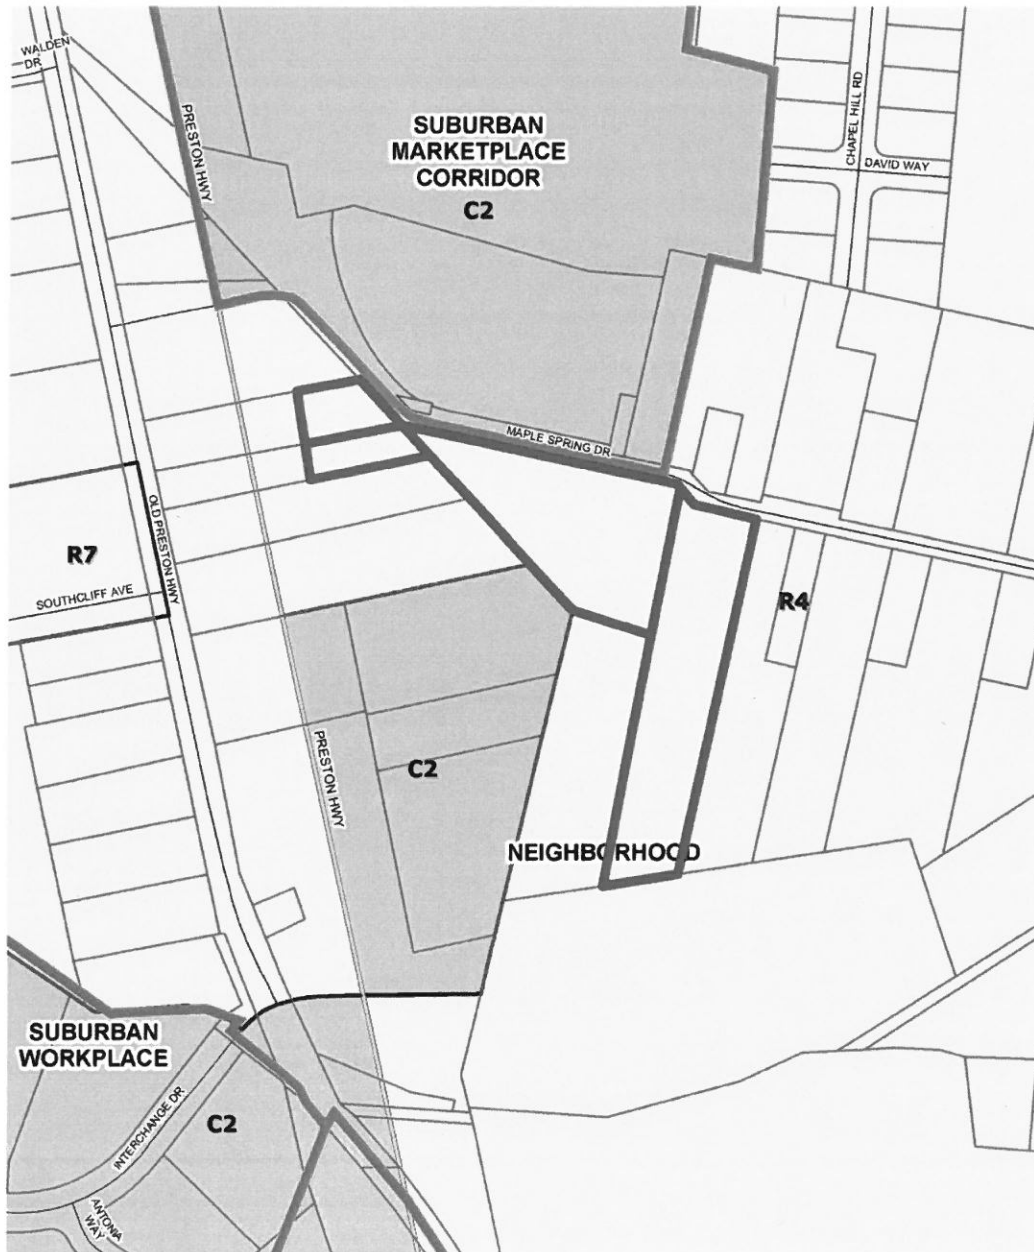 WALDEN
DR
PRESTON HWY
SUBURBAN
MARKETPLACE
CORRIDOR
C2
CHAPEL HILL RD
DAVID WAY
MAPLE SPRING DR
R7
OLD PRESTON HWY
SOUTHCLIFF AVE
R4
PRESTON HWY
C2
NEIGHBORHOOD
SUBURBAN
WORKPLACE
INTERCHANGE DR
C2
ANTONIA
WAY